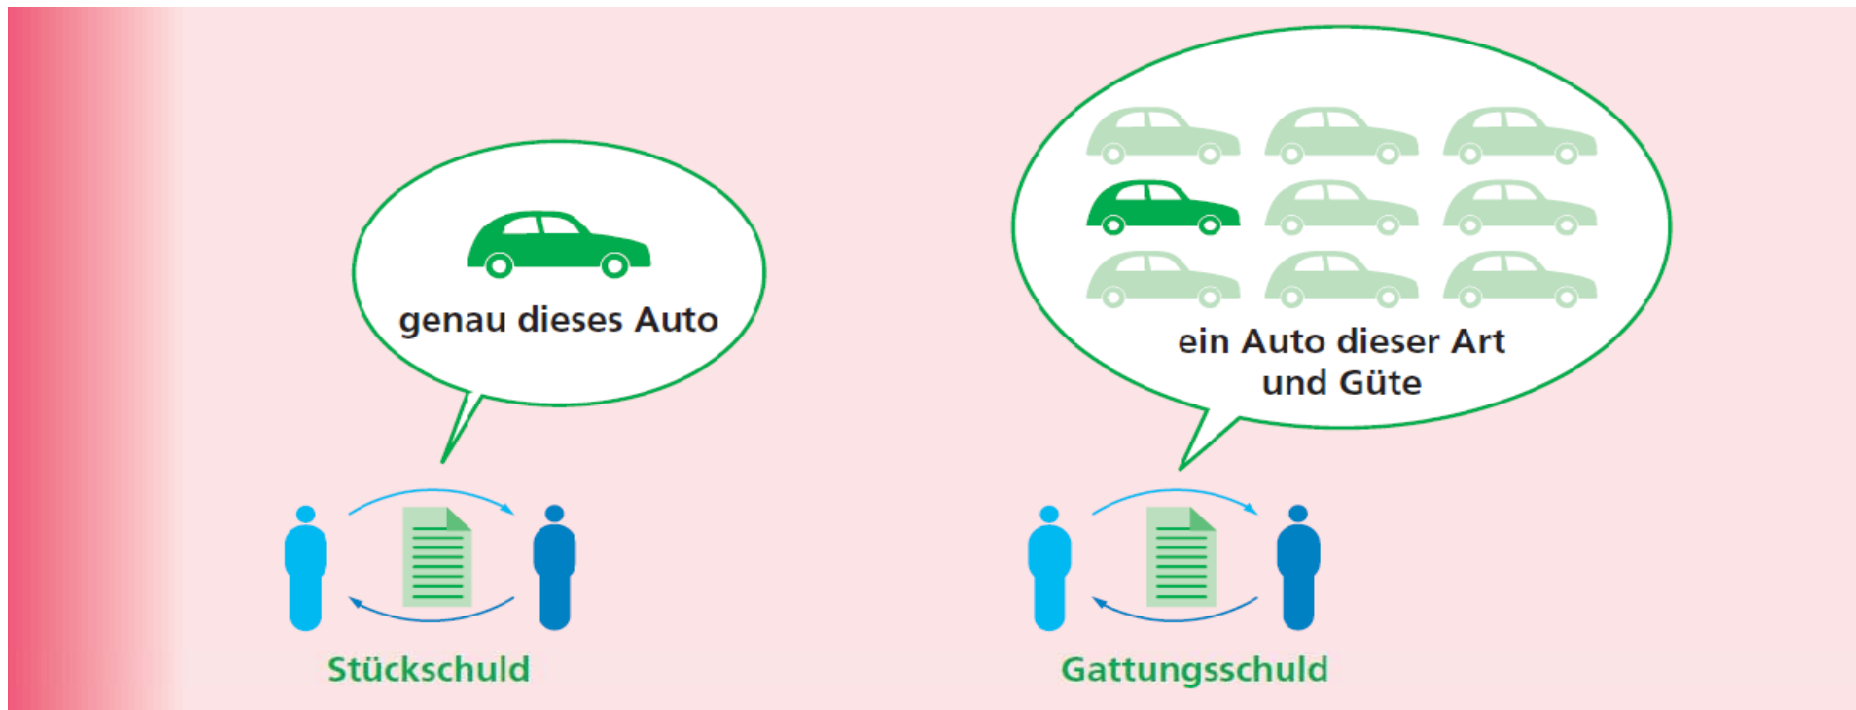 genau dieses Auto
ein Auto dieser Art
und Güte
Stückschuld
Gattungsschuld